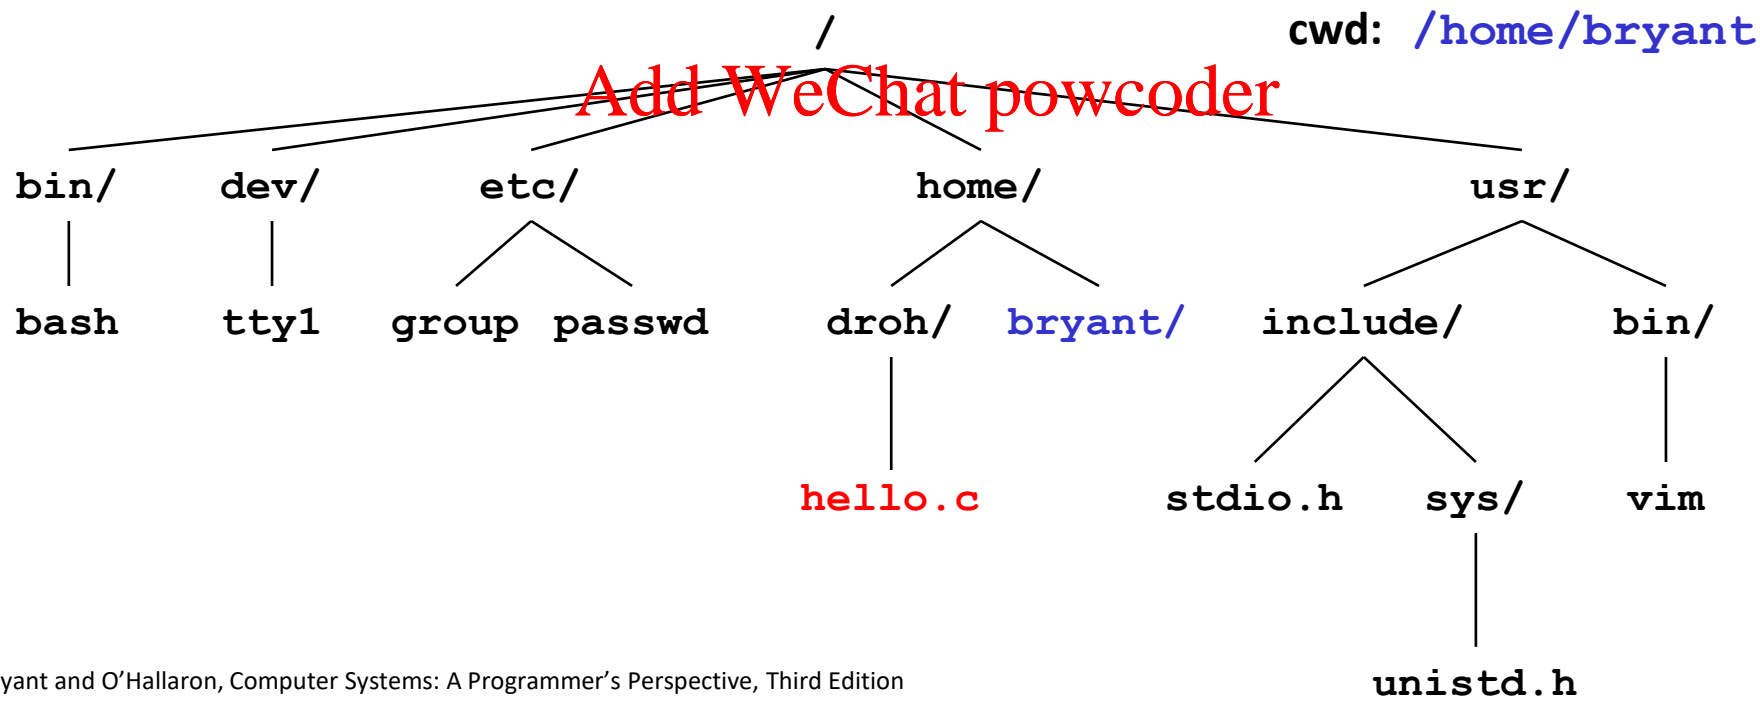 / cwd: /home/bryant
Add WeChat powcoder
bin/ dev/ etc/ home/ usr/
bash tty1 group passwd droh/ bryant/ include/ bin/
hello.c stdio.h sys/ vim
yant and O'Hallaron, Computer Systems: A Programmer's Perspective, Third Edition
unistd.h